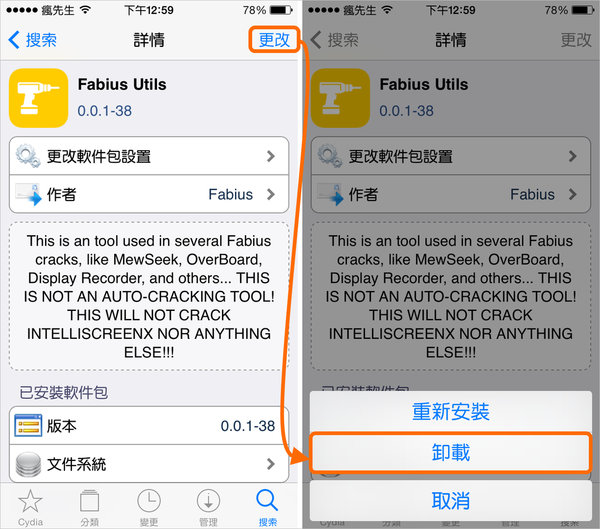 瘋先生 下午12:59 78%
搜索 詳情 更改
Fabius Utils
0.0.1-38
更改軟件包設置
作者 Fabius
This is an tool used in several Fabius
cracks, like MewSeek, OverBoard,
Display Recorder, and others... THIS
IS NOT AN AUTO-CRACKING TOOL!
THIS WILL NOT CRACK
INTELLISCREENX NOR ANYTHING
ELSE!!!
已安裝軟件包
版本 0.0.1-38
文件系統
Cydia 分類 變更 管理 搜索
瘋先生 下午12:59 78%
搜索 詳情 更改
Fabius Utils
0.0.1-38
更改軟件包設置
作者 Fabius
This is an tool used in several Fabius
cracks, like MewSeek, OverBoard,
Display Recorder, and others... THIS
IS NOT AN AUTO-CRACKING TOOL!
THIS WILL NOT CRACK
INTELLISCREENX NOR ANYTHING
ELSE!!!
已安裝軟件包
重新安裝
卸載
取消
Cydia 分類 變更 管理 搜索